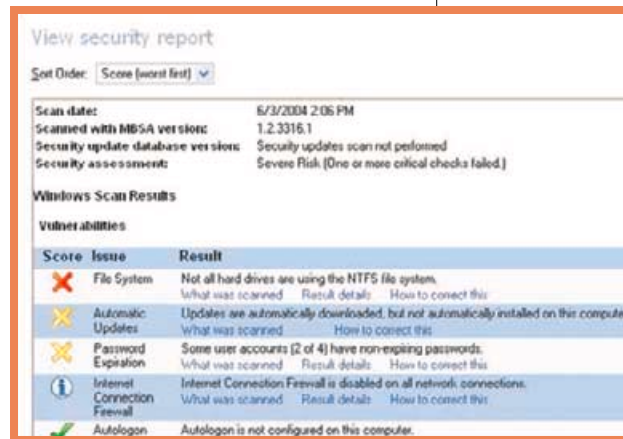 View security report
Sort Order: Score (worst first)
Scan date: 6/3/2004 2:06 PM
Scanned with MBSA version: 1.2.3316.1
Security update database version: Security updates scan not performed
Security assessment: Severe Risk (One or more critical checks failed.)
Windows Scan Results
Vulnerabilities
Score Issue Result
File System Not all hard drives are using the NTFS file system.
What was scanned Result details How to correct this
Automatic Updates are automatically downloaded, but not automatically installed on this compute
Updates What was scanned How to correct this
Password Some user accounts (2 of 4) have non-expiring passwords.
Expiration What was scanned Result details How to correct this
Internet Internet Connection Firewall is disabled on all network connections.
Connection What was scanned Result details How to correct this
Firewall
Autologon Autologon is not configured on this computer.